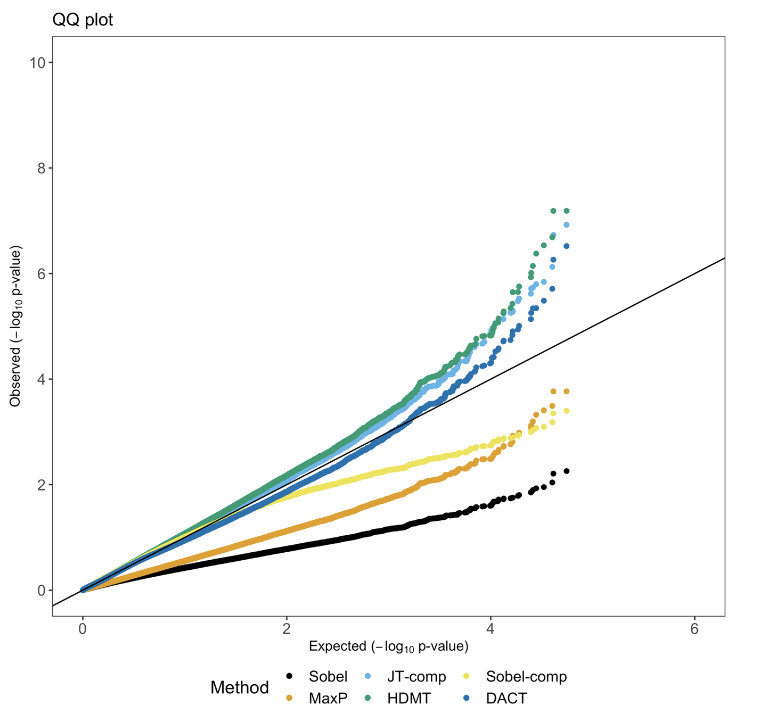 QQ plot
10
8
6
4
2
0
Observed (−log₁₀ p-value)
0 2 4 6
Expected (−log₁₀ p-value)
Method
Sobel JT-comp Sobel-comp
MaxP HDMT DACT